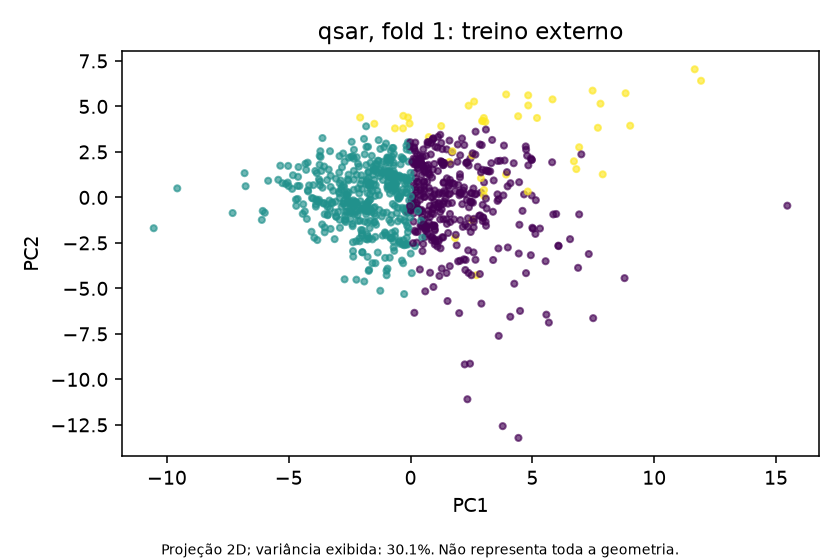 qsar, fold 1: treino externo
7.5
5.0
2.5
0.0
−2.5
−5.0
−7.5
−10.0
−12.5
PC2
−10 −5 0 5 10 15
PC1
Projeção 2D; variância exibida: 30.1%. Não representa toda a geometria.